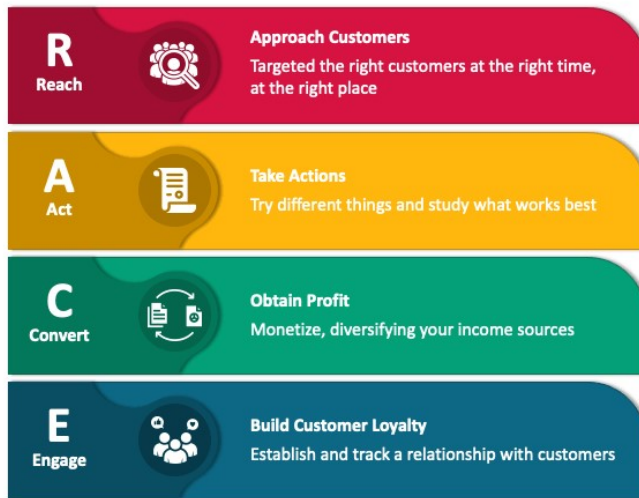 R
Reach
Approach Customers
Targeted the right customers at the right time,
at the right place
A
Act
Take Actions
Try different things and study what works best
C
Convert
Obtain Profit
Monetize, diversifying your income sources
E
Engage
Build Customer Loyalty
Establish and track a relationship with customers